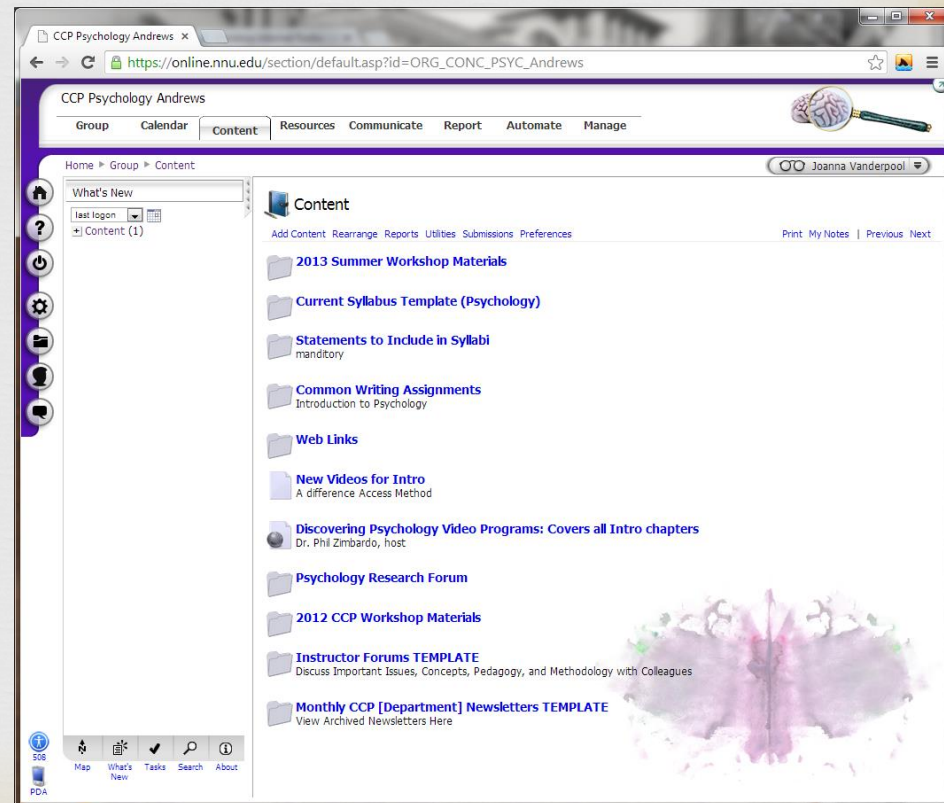 CCP Psychology Andrews
https://online.nnu.edu/section/default.asp?id=ORG_CONC_PSYC_Andrews
CCP Psychology Andrews
Group Calendar Content Resources Communicate Report Automate Manage
Home Group Content
Joanna Vanderpool
What's New
last logon
Content (1)
Content
Add Content Rearrange Reports Utilities Submissions Preferences
Print My Notes | Previous Next
2013 Summer Workshop Materials
Current Syllabus Template (Psychology)
Statements to Include in Syllabi
manditory
Common Writing Assignments
Introduction to Psychology
Web Links
New Videos for Intro
A difference Access Method
Discovering Psychology Video Programs: Covers all Intro chapters
Dr. Phil Zimbardo, host
Psychology Research Forum
2012 CCP Workshop Materials
Instructor Forums TEMPLATE
Discuss Important Issues, Concepts, Pedagogy, and Methodology with Colleagues
Monthly CCP [Department] Newsletters TEMPLATE
View Archived Newsletters Here
508
PDA
Map What's New Tasks Search About